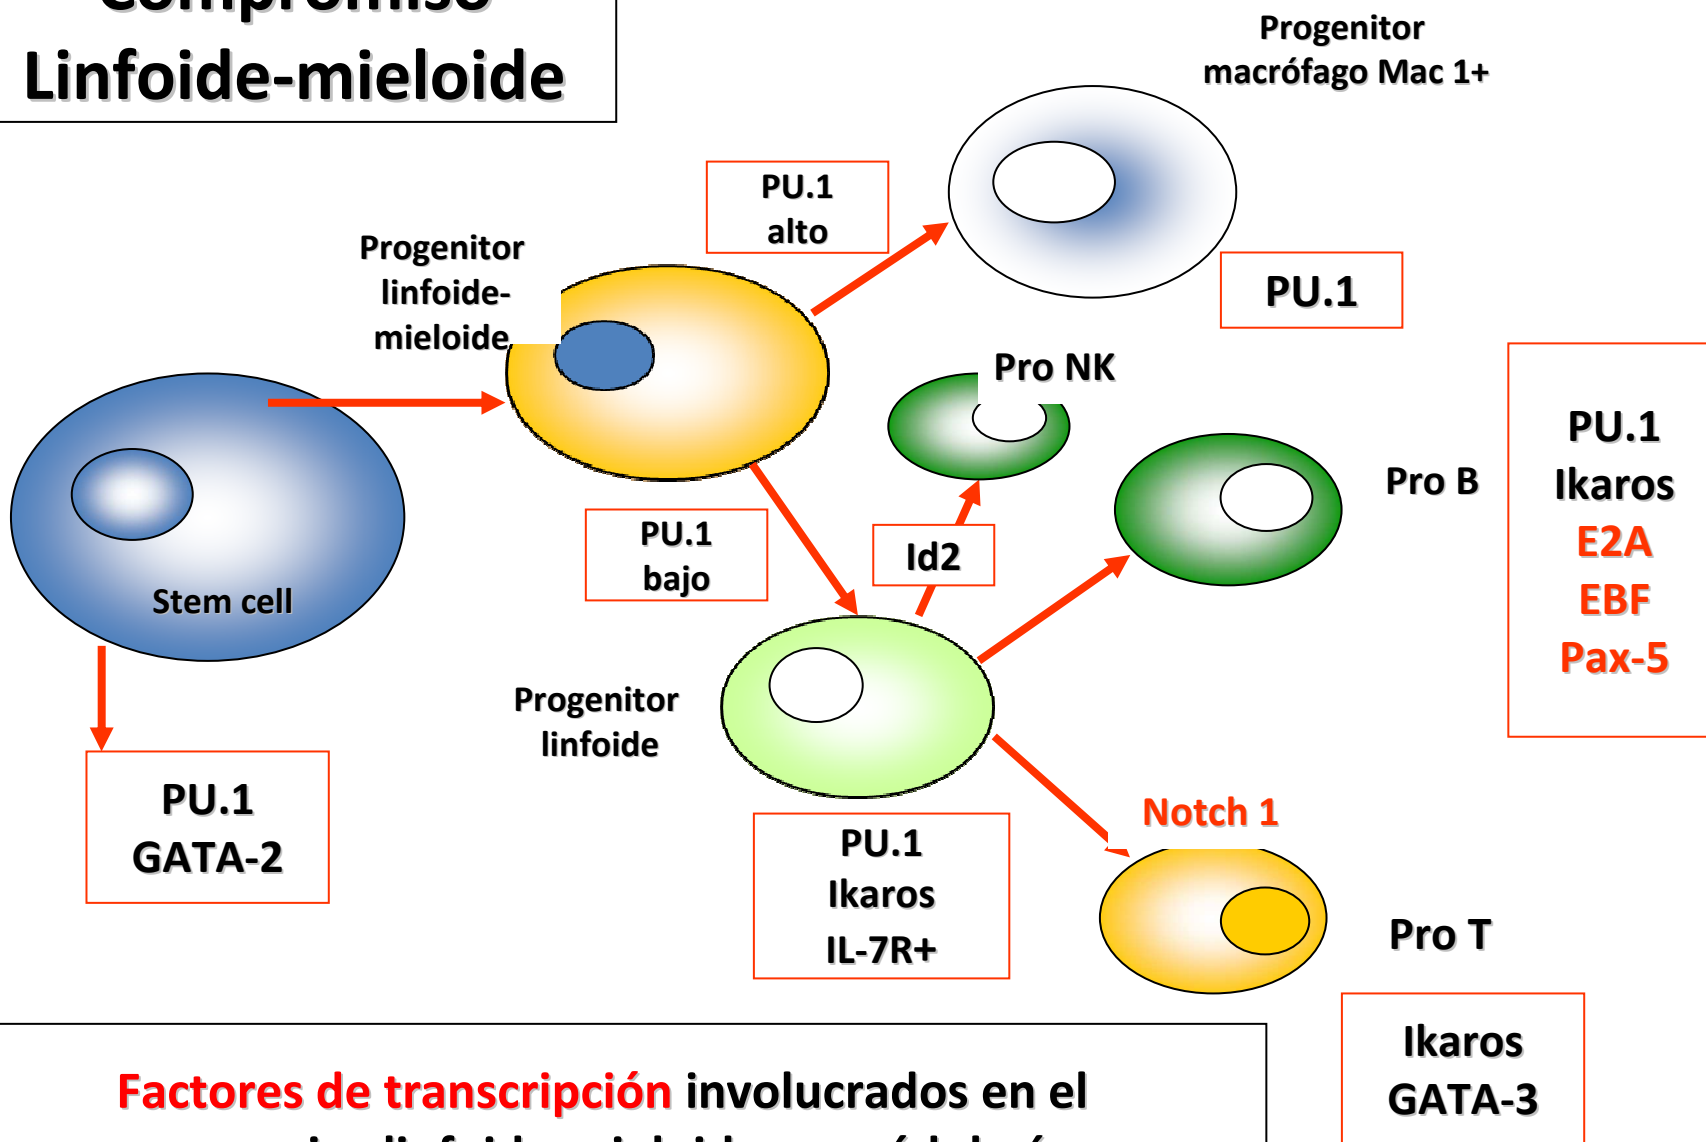 Compromiso
Linfoide-mieloide
Progenitor
macrófago Mac 1+
PU.1
alto
Progenitor
linfoide-
mieloide
PU.1
Pro NK
PU.1
Ikaros
E2A
EBF
Pax-5
Pro B
PU.1
bajo
Id2
Stem cell
Progenitor
linfoide
PU.1
GATA-2
Notch 1
PU.1
Ikaros
IL-7R+
Pro T
Ikaros
GATA-3
Factores de transcripción involucrados en el